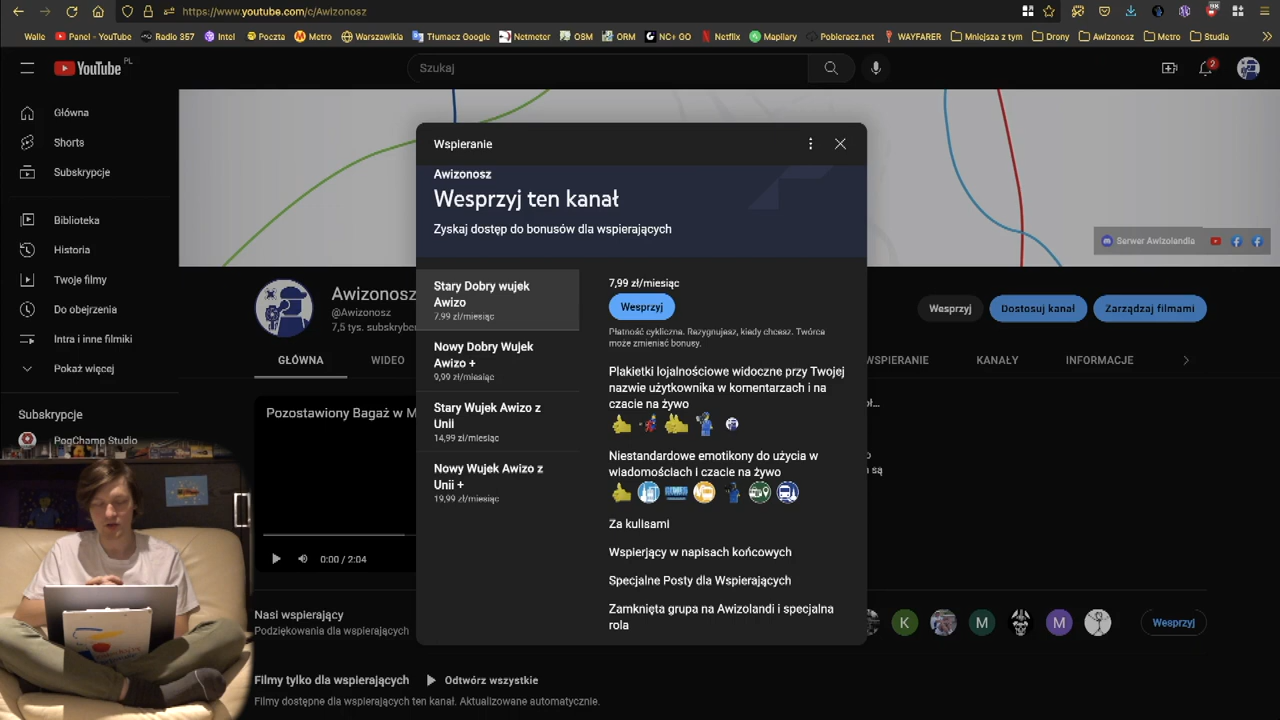 https://www.youtube.com/c/Awizonosz
Walle
Panel - YouTube
Radio 357
Intel
Poczta
Metro
Warszawikia
Tłumacz Google
Netmeter
OSM
ORM
NC+ GO
Netflix
Mapillary
Pobieracz.net
WAYFARER
Mniejsza z tym
Drony
Awizonosz
Metro
Studia
YouTube PL
Szukaj
2
Główna
Shorts
Subskrypcje
Biblioteka
Historia
Twoje filmy
Do obejrzenia
Intra i inne filmiki
Pokaż więcej
Subskrypcje
PogChamp Studio
Serwer Awizolandia
Awizonosz
@Awizonosz
7,5 tys. subskryben
Wesprzyj
Dostosuj kanał
Zarządzaj filmami
GŁÓWNA
WIDEO
WSPIERANIE
KANAŁY
INFORMACJE
Pozostawiony Bagaż w M
0:00 / 2:04
Wspieranie
Awizonosz
Wesprzyj ten kanał
Zyskaj dostęp do bonusów dla wspierających
Stary Dobry wujek
Awizo
7,99 zł/miesiąc
Nowy Dobry Wujek
Awizo +
9,99 zł/miesiąc
Stary Wujek Awizo z
Unii
14,99 zł/miesiąc
Nowy Wujek Awizo z
Unii +
19,99 zł/miesiąc
7,99 zł/miesiąc
Wesprzyj
Płatność cykliczna. Rezygnujesz, kiedy chcesz. Twórca
może zmieniać bonusy.
Plakietki lojalnościowe widoczne przy Twojej
nazwie użytkownika w komentarzach i na
czacie na żywo
Niestandardowe emotikony do użycia w
wiadomościach i czacie na żywo
Za kulisami
Wspierjący w napisach końcowych
Specjalne Posty dla Wspierających
Zamknięta grupa na Awizolandi i specjalna
rola
ą są
Nasi wspierający
Podziękowania dla wspierających
K
M
M
Wesprzyj
Filmy tylko dla wspierających
Odtwórz wszystkie
Filmy dostępne dla wspierających ten kanał. Aktualizowane automatycznie.